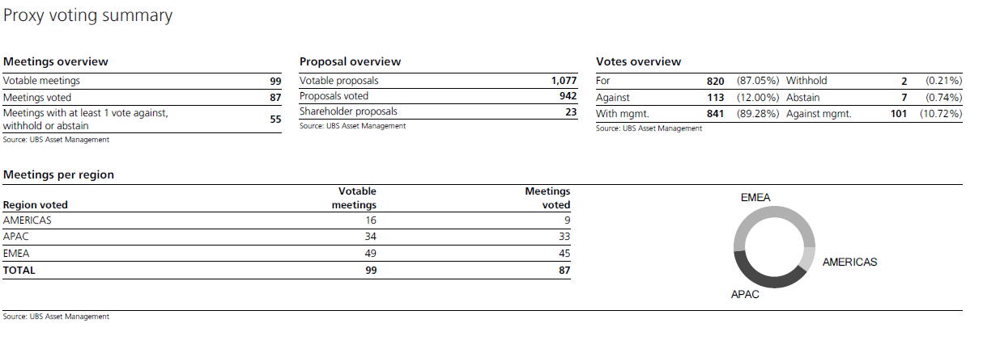 Proxy voting summary
Meetings overview
Votable meetings 99
Meetings voted 87
Meetings with at least 1 vote against,
withhold or abstain 55
Source: UBS Asset Management
Proposal overview
Votable proposals 1,077
Proposals voted 942
Shareholder proposals 23
Source: UBS Asset Management
Votes overview
For 820 (87.05%) Withhold 2 (0.21%)
Against 113 (12.00%) Abstain 7 (0.74%)
With mgmt. 841 (89.28%) Against mgmt. 101 (10.72%)
Source: UBS Asset Management
Meetings per region
Votable Meetings
Region voted meetings voted
AMERICAS 16 9
APAC 34 33
EMEA 49 45
TOTAL 99 87
EMEA
AMERICAS
APAC
Source: UBS Asset Management